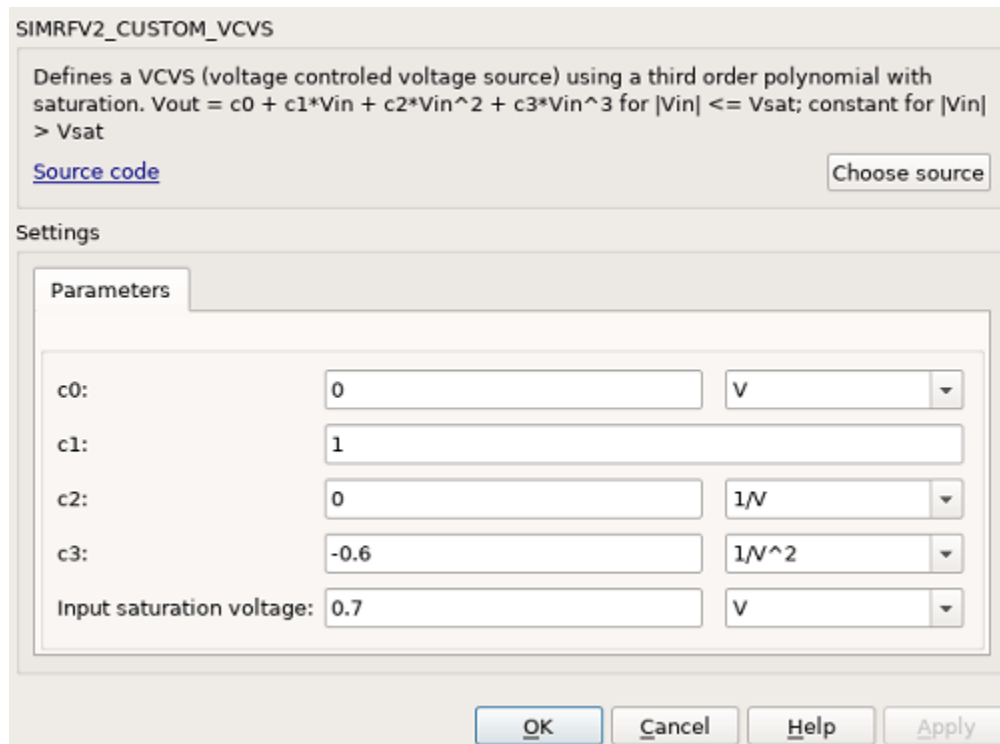 SIMRFV2_CUSTOM_VCVS
Defines a VCVS (voltage controled voltage source) using a third order polynomial with
saturation. Vout = c0 + c1*Vin + c2*Vin^2 + c3*Vin^3 for |Vin| <= Vsat; constant for |Vin|
> Vsat
Source code
Choose source
Settings
Parameters
c0: 0 V
c1: 1
c2: 0 1/V
c3: -0.6 1/V^2
Input saturation voltage: 0.7 V
OK Cancel Help Apply